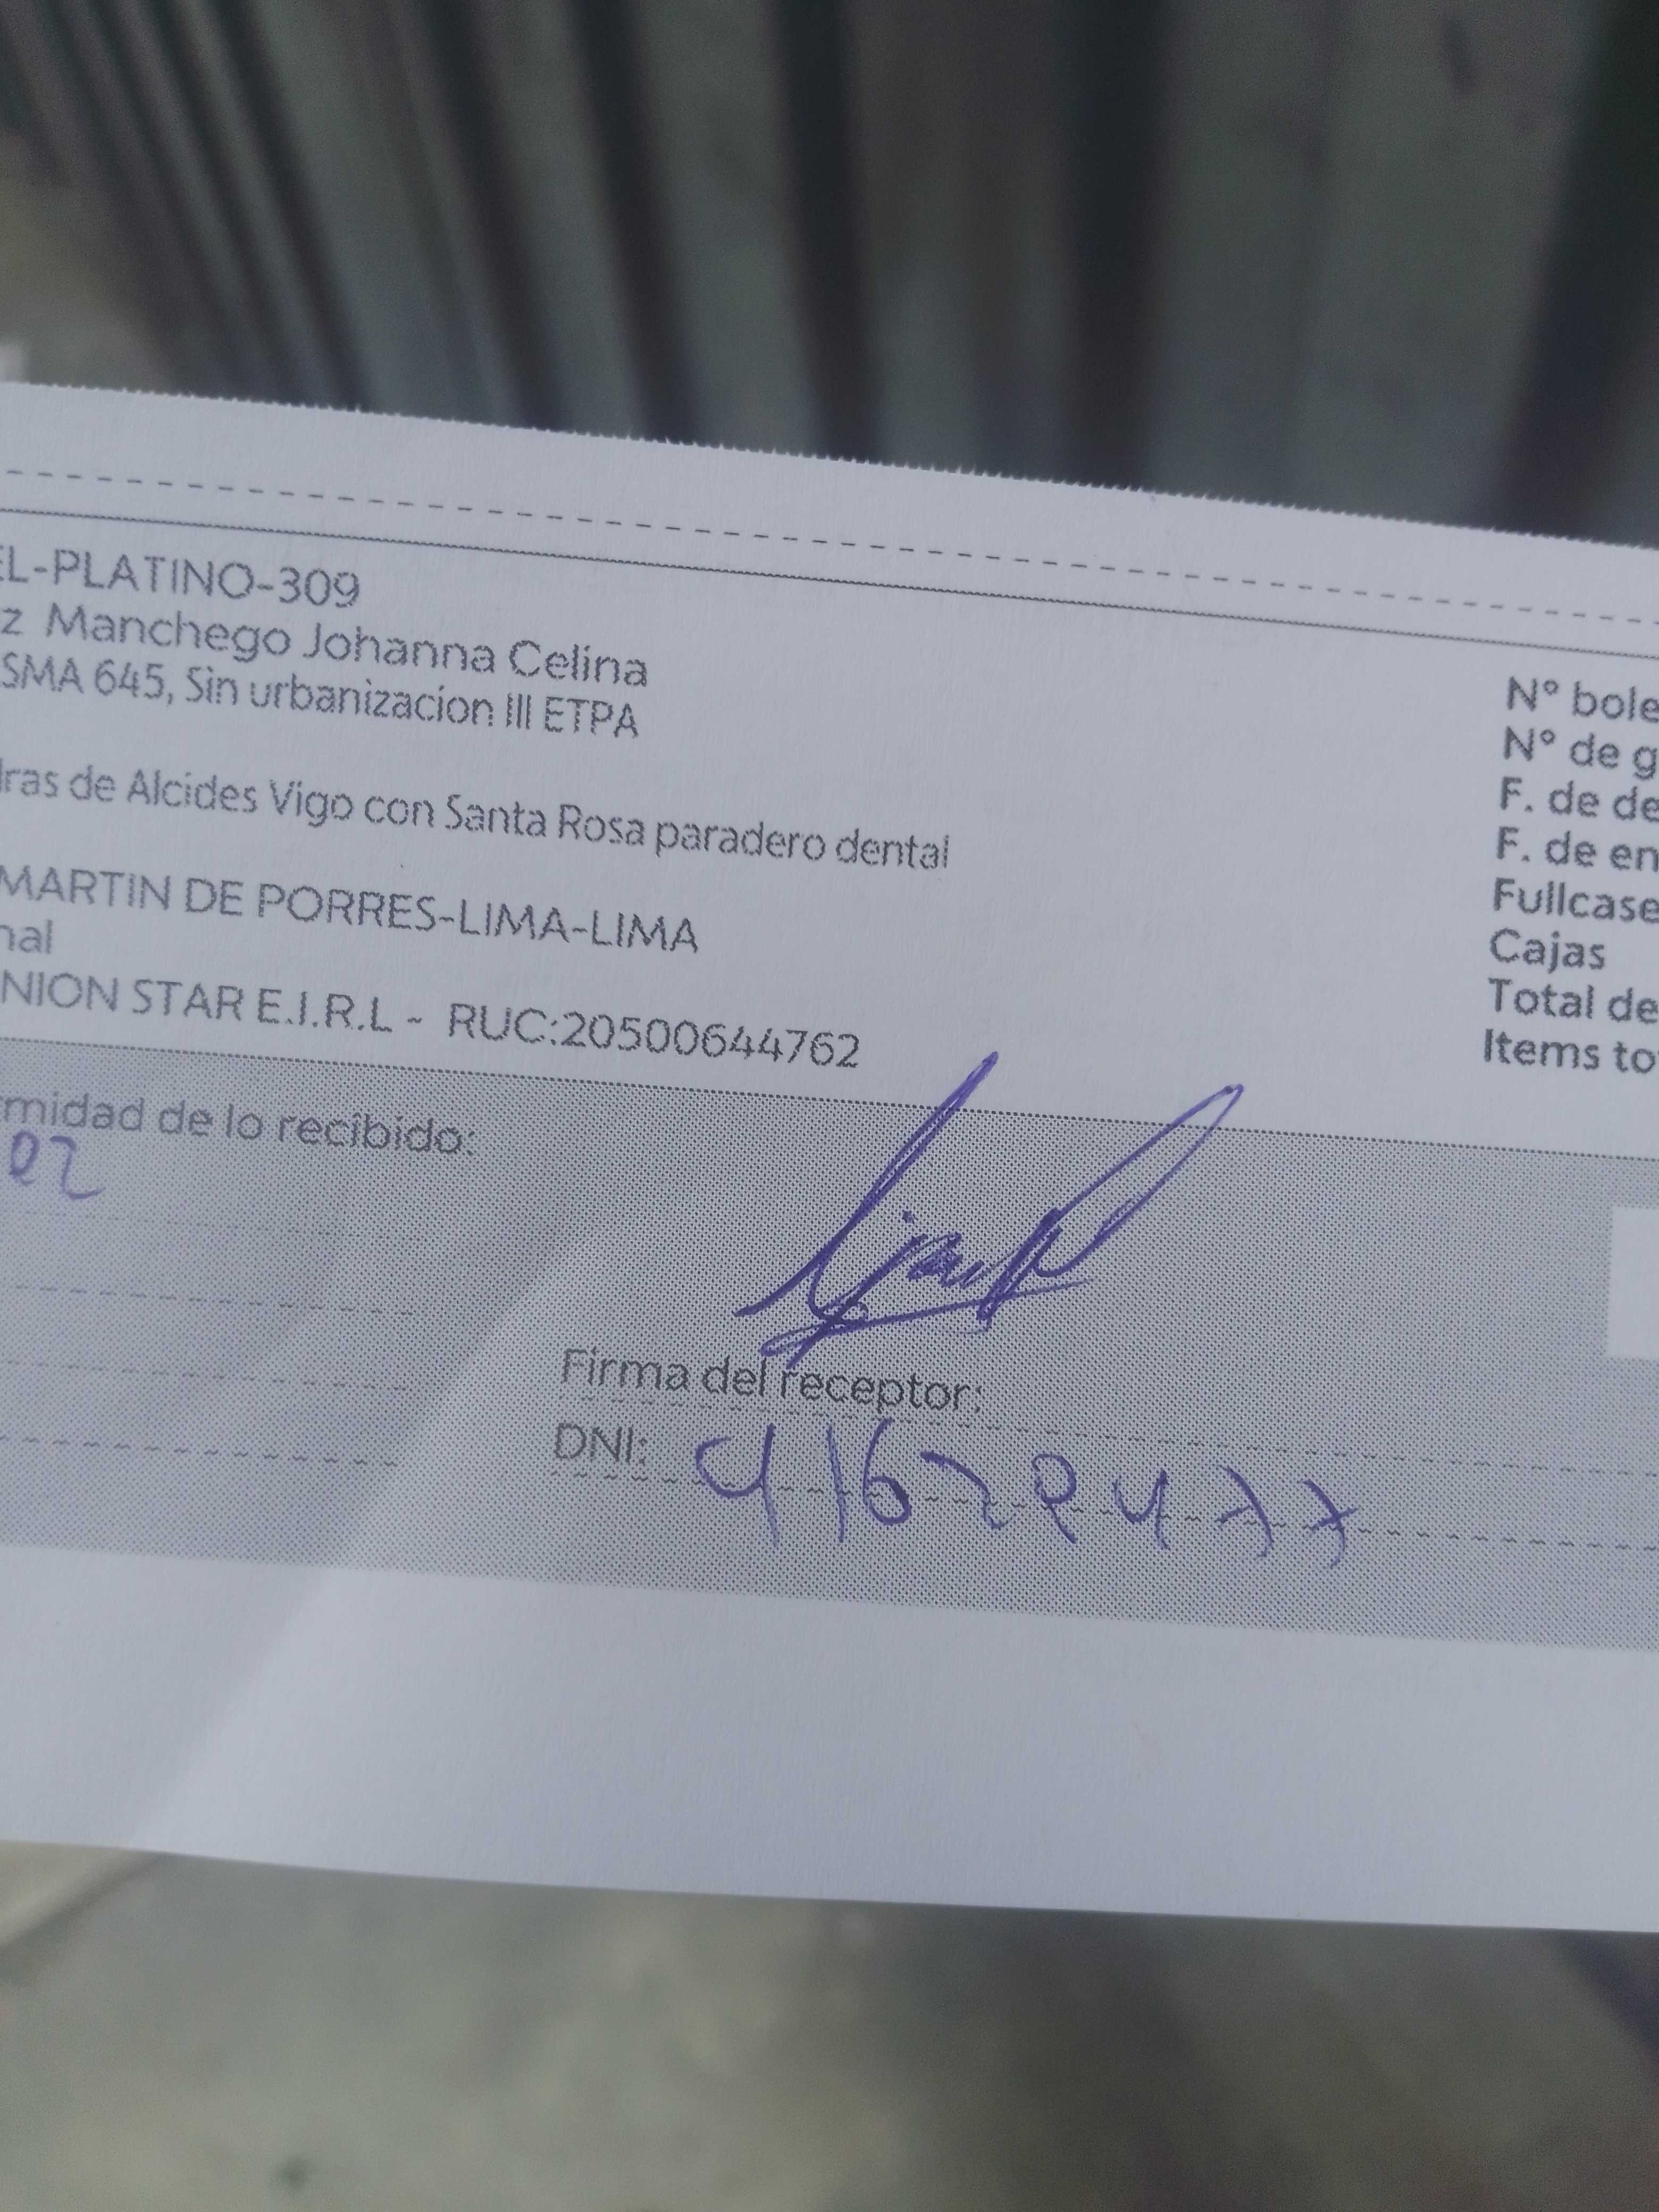 EL-PLATINO-309
z Manchego Johanna Celina
SMA 645, Sin urbanizacion III ETPA
dras de Alcides Vigo con Santa Rosa paradero dental
MARTIN DE PORRES-LIMA-LIMA
nal
NION STAR E.I.R.L - RUC:20500644762
N° bole
N° de g
F. de de
F. de en
Fullcase
Cajas
Total de
Items to
rmidad de lo recibido:
ez
Firma del receptor:
DNI: 41672477